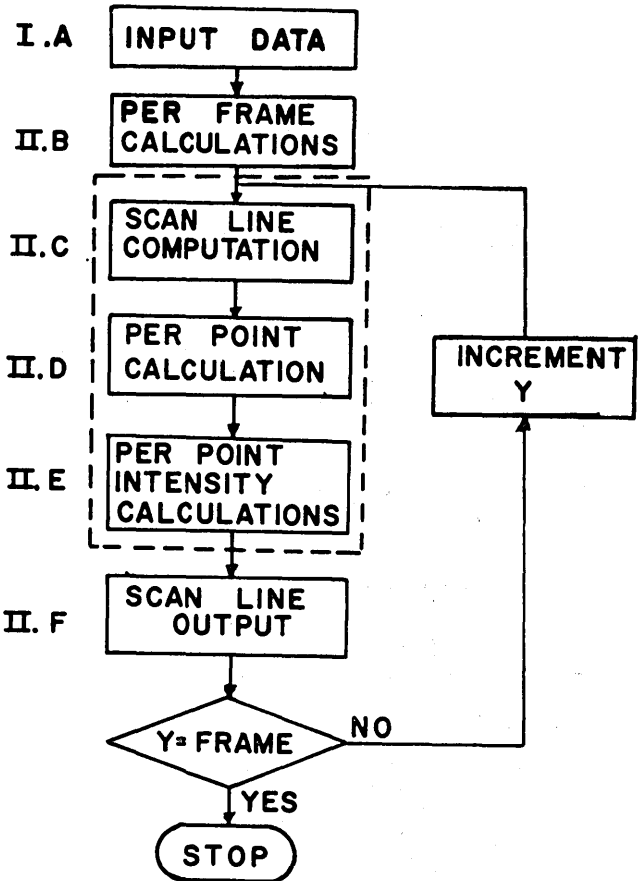 I.A
INPUT DATA
II.B
PER FRAME
CALCULATIONS
II.C
SCAN LINE
COMPUTATION
II.D
PER POINT
CALCULATION
INCREMENT
Y
II.E
PER POINT
INTENSITY
CALCULATIONS
II.F
SCAN LINE
OUTPUT
Y= FRAME
NO
YES
STOP